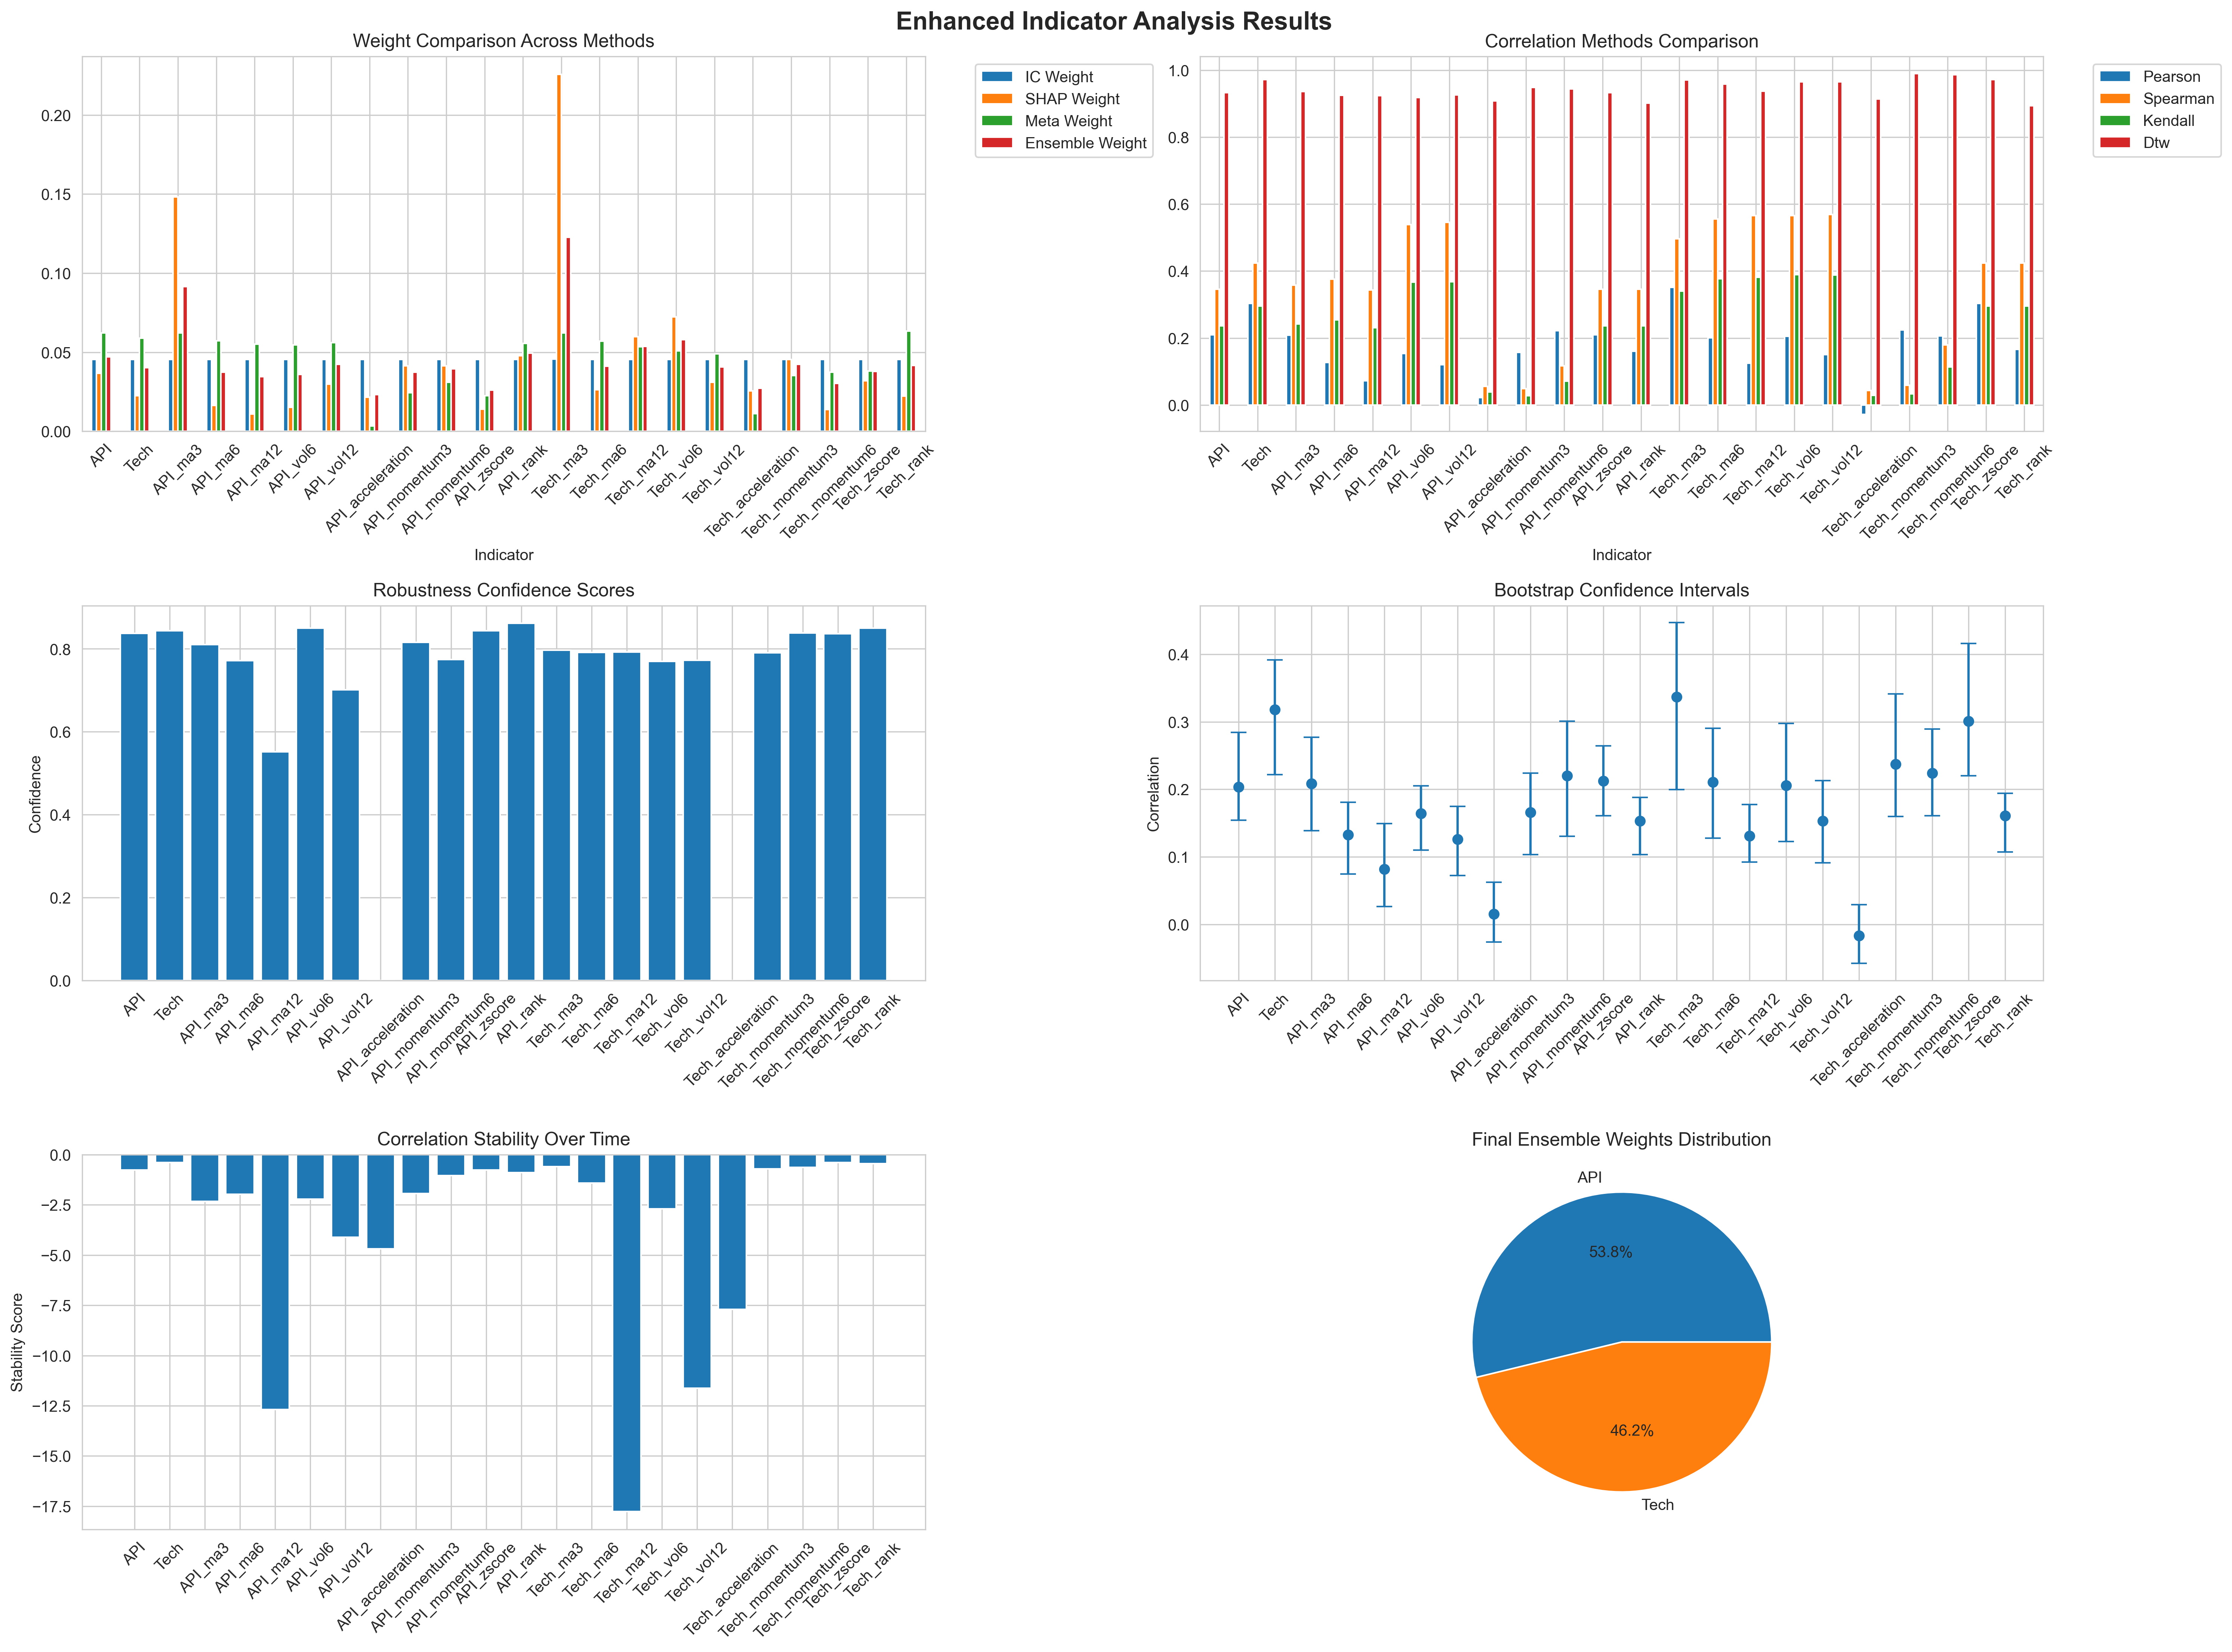 Enhanced Indicator Analysis Results
Weight Comparison Across Methods
0.20
0.15
0.10
0.05
0.00
API
Tech
API_ma3
API_ma6
API_ma12
API_vol6
API_vol12
API_acceleration
API_momentum3
API_momentum6
API_zscore
API_rank
Tech_ma3
Tech_ma6
Tech_ma12
Tech_vol6
Tech_vol12
Tech_acceleration
Tech_momentum3
Tech_momentum6
Tech_zscore
Tech_rank
Indicator
IC Weight
SHAP Weight
Meta Weight
Ensemble Weight
Correlation Methods Comparison
1.0
0.8
0.6
0.4
0.2
0.0
API
Tech
API_ma3
API_ma6
API_ma12
API_vol6
API_vol12
API_acceleration
API_momentum3
API_momentum6
API_zscore
API_rank
Tech_ma3
Tech_ma6
Tech_ma12
Tech_vol6
Tech_vol12
Tech_acceleration
Tech_momentum3
Tech_momentum6
Tech_zscore
Tech_rank
Indicator
Pearson
Spearman
Kendall
Dtw
Robustness Confidence Scores
Confidence
0.8
0.6
0.4
0.2
0.0
API
Tech
API_ma3
API_ma6
API_ma12
API_vol6
API_vol12
API_acceleration
API_momentum3
API_momentum6
API_zscore
API_rank
Tech_ma3
Tech_ma6
Tech_ma12
Tech_vol6
Tech_vol12
Tech_acceleration
Tech_momentum3
Tech_momentum6
Tech_zscore
Tech_rank
Bootstrap Confidence Intervals
Correlation
0.4
0.3
0.2
0.1
0.0
API
Tech
API_ma3
API_ma6
API_ma12
API_vol6
API_vol12
API_acceleration
API_momentum3
API_momentum6
API_zscore
API_rank
Tech_ma3
Tech_ma6
Tech_ma12
Tech_vol6
Tech_vol12
Tech_acceleration
Tech_momentum3
Tech_momentum6
Tech_zscore
Tech_rank
Correlation Stability Over Time
Stability Score
0.0
−2.5
−5.0
−7.5
−10.0
−12.5
−15.0
−17.5
API
Tech
API_ma3
API_ma6
API_ma12
API_vol6
API_vol12
API_acceleration
API_momentum3
API_momentum6
API_zscore
API_rank
Tech_ma3
Tech_ma6
Tech_ma12
Tech_vol6
Tech_vol12
Tech_acceleration
Tech_momentum3
Tech_momentum6
Tech_zscore
Tech_rank
Final Ensemble Weights Distribution
API
53.8%
46.2%
Tech